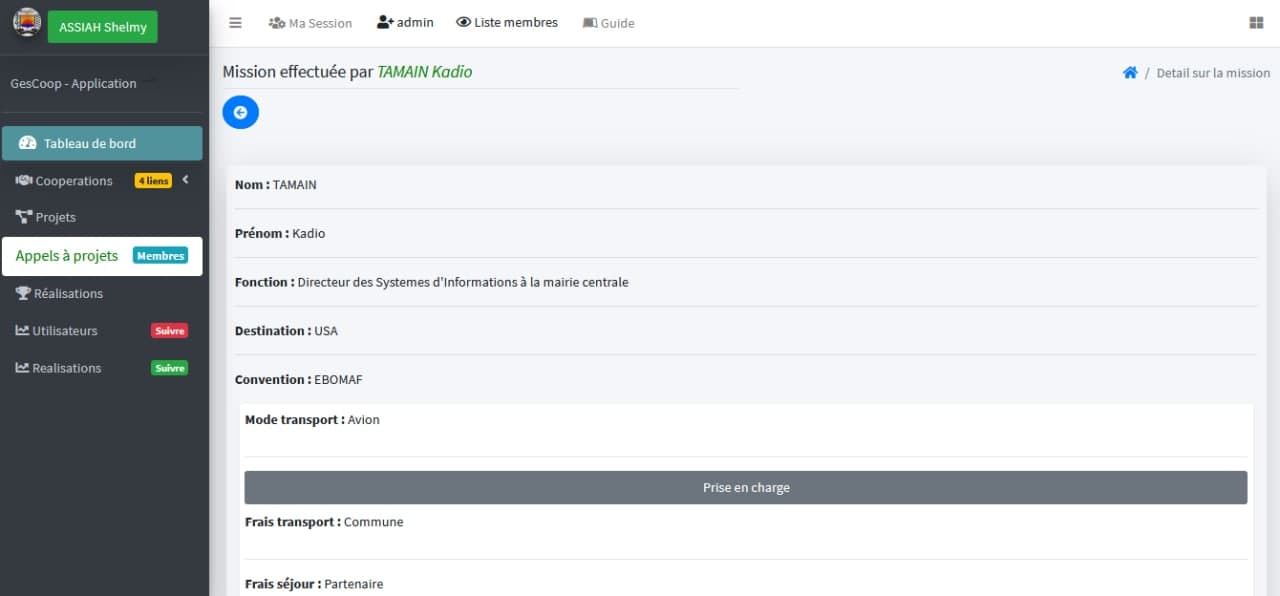 ASSIAH Shelmy
Ma Session
admin
Liste membres
Guide
GesCoop - Application
Tableau de bord
Cooperations 4 liens
Projets
Appels à projets Membres
Réalisations
Utilisateurs Suivre
Realisations Suivre
Mission effectuée par TAMAIN Kadio
/ Detail sur la mission
Nom : TAMAIN
Prénom : Kadio
Fonction : Directeur des Systemes d'Informations à la mairie centrale
Destination : USA
Convention : EBOMAF
Mode transport : Avion
Prise en charge
Frais transport : Commune
Frais séjour : Partenaire